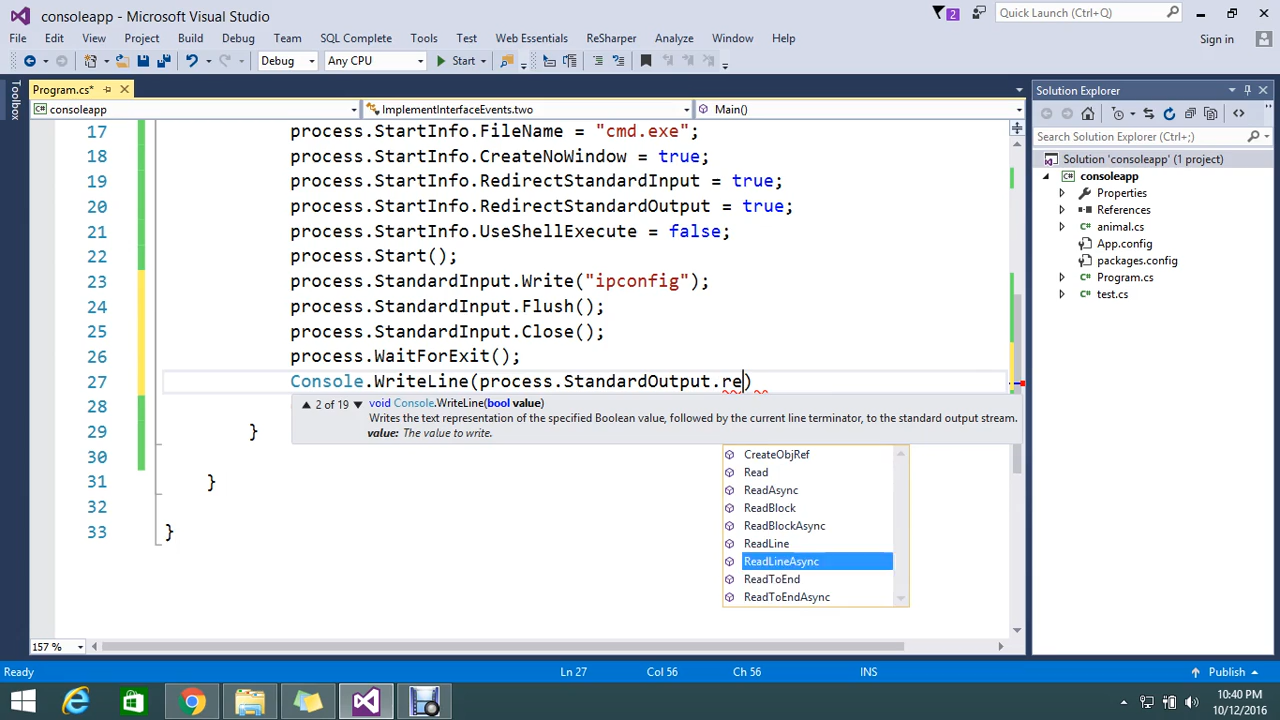 consoleapp - Microsoft Visual Studio
2
Quick Launch (Ctrl+Q)
File Edit View Project Build Debug Team SQL Complete Tools Test Web Essentials ReSharper Analyze Window Help
Sign in
Debug Any CPU Start
Toolbox
Program.cs*
consoleapp ImplementInterfaceEvents.two Main()
17 process.StartInfo.FileName = "cmd.exe";
18 process.StartInfo.CreateNoWindow = true;
19 process.StartInfo.RedirectStandardInput = true;
20 process.StartInfo.RedirectStandardOutput = true;
21 process.StartInfo.UseShellExecute = false;
22 process.Start();
23 process.StandardInput.Write("ipconfig");
24 process.StandardInput.Flush();
25 process.StandardInput.Close();
26 process.WaitForExit();
27 Console.WriteLine(process.StandardOutput.re)
28
▲ 2 of 19 ▼ void Console.WriteLine(bool value)
Writes the text representation of the specified Boolean value, followed by the current line terminator, to the standard output stream.
value: The value to write.
29 }
30
31 }
32
33 }
CreateObjRef
Read
ReadAsync
ReadBlock
ReadBlockAsync
ReadLine
ReadLineAsync
ReadToEnd
ReadToEndAsync
Solution Explorer
Search Solution Explorer (Ctrl+;)
Solution 'consoleapp' (1 project)
consoleapp
Properties
References
animal.cs
App.config
packages.config
Program.cs
test.cs
157 %
Ready Ln 27 Col 56 Ch 56 INS Publish
10:40 PM
10/12/2016